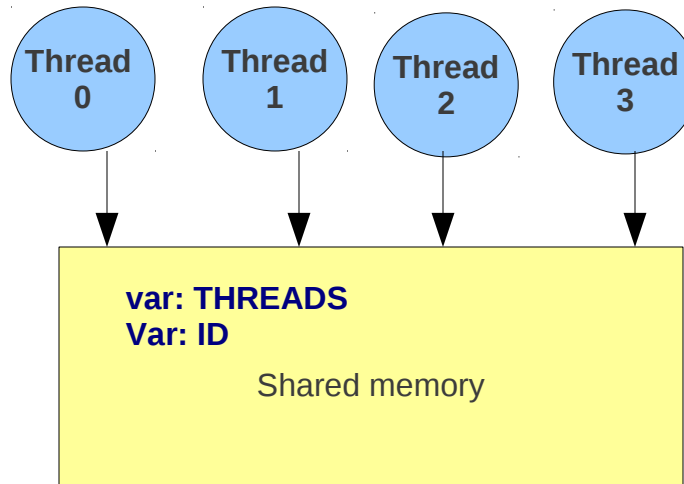 Thread
0
Thread
1
Thread
2
Thread
3
var: THREADS
Var: ID
Shared memory